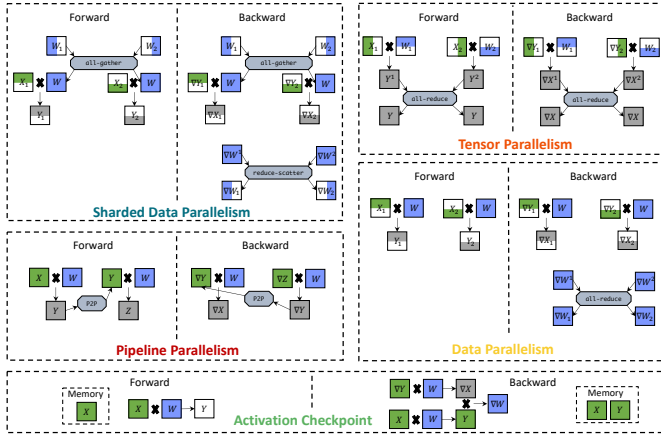 Forward
Backward
W₁ W₂
all-gather
X₁ ✖ W X₂ ✖ W
Y₁ Y₂
W₁ W₂
all-gather
∇Y₁ ✖ W ∇Y₂ ✖ W
∇X₁ ∇X₂
∇W¹ ∇W²
reduce-scatter
∇W₁ ∇W₂
Sharded Data Parallelism
Forward
Backward
X₁ ✖ W₁ X₂ ✖ W₂
Y¹ Y²
all-reduce
Y Y
∇Y₁ ✖ W₁ ∇Y₂ ✖ W₂
∇X¹ ∇X²
all-reduce
∇X ∇X
Tensor Parallelism
Forward
Backward
X ✖ W Y ✖ W
Y P2P Z
∇Y ✖ W ∇Z ✖ W
∇X P2P ∇Y
Pipeline Parallelism
Forward
Backward
X₁ ✖ W X₂ ✖ W
Y₁ Y₂
∇Y₁ ✖ W ∇Y₂ ✖ W
∇X₁ ∇X₂
∇W¹ ∇W²
all-reduce
∇W₁ ∇W₂
Data Parallelism
Forward
Memory
X
X ✖ W Y
Backward
∇Y ✖ W ∇X
✖ ∇W
X ✖ W Y
Memory
X Y
Activation Checkpoint